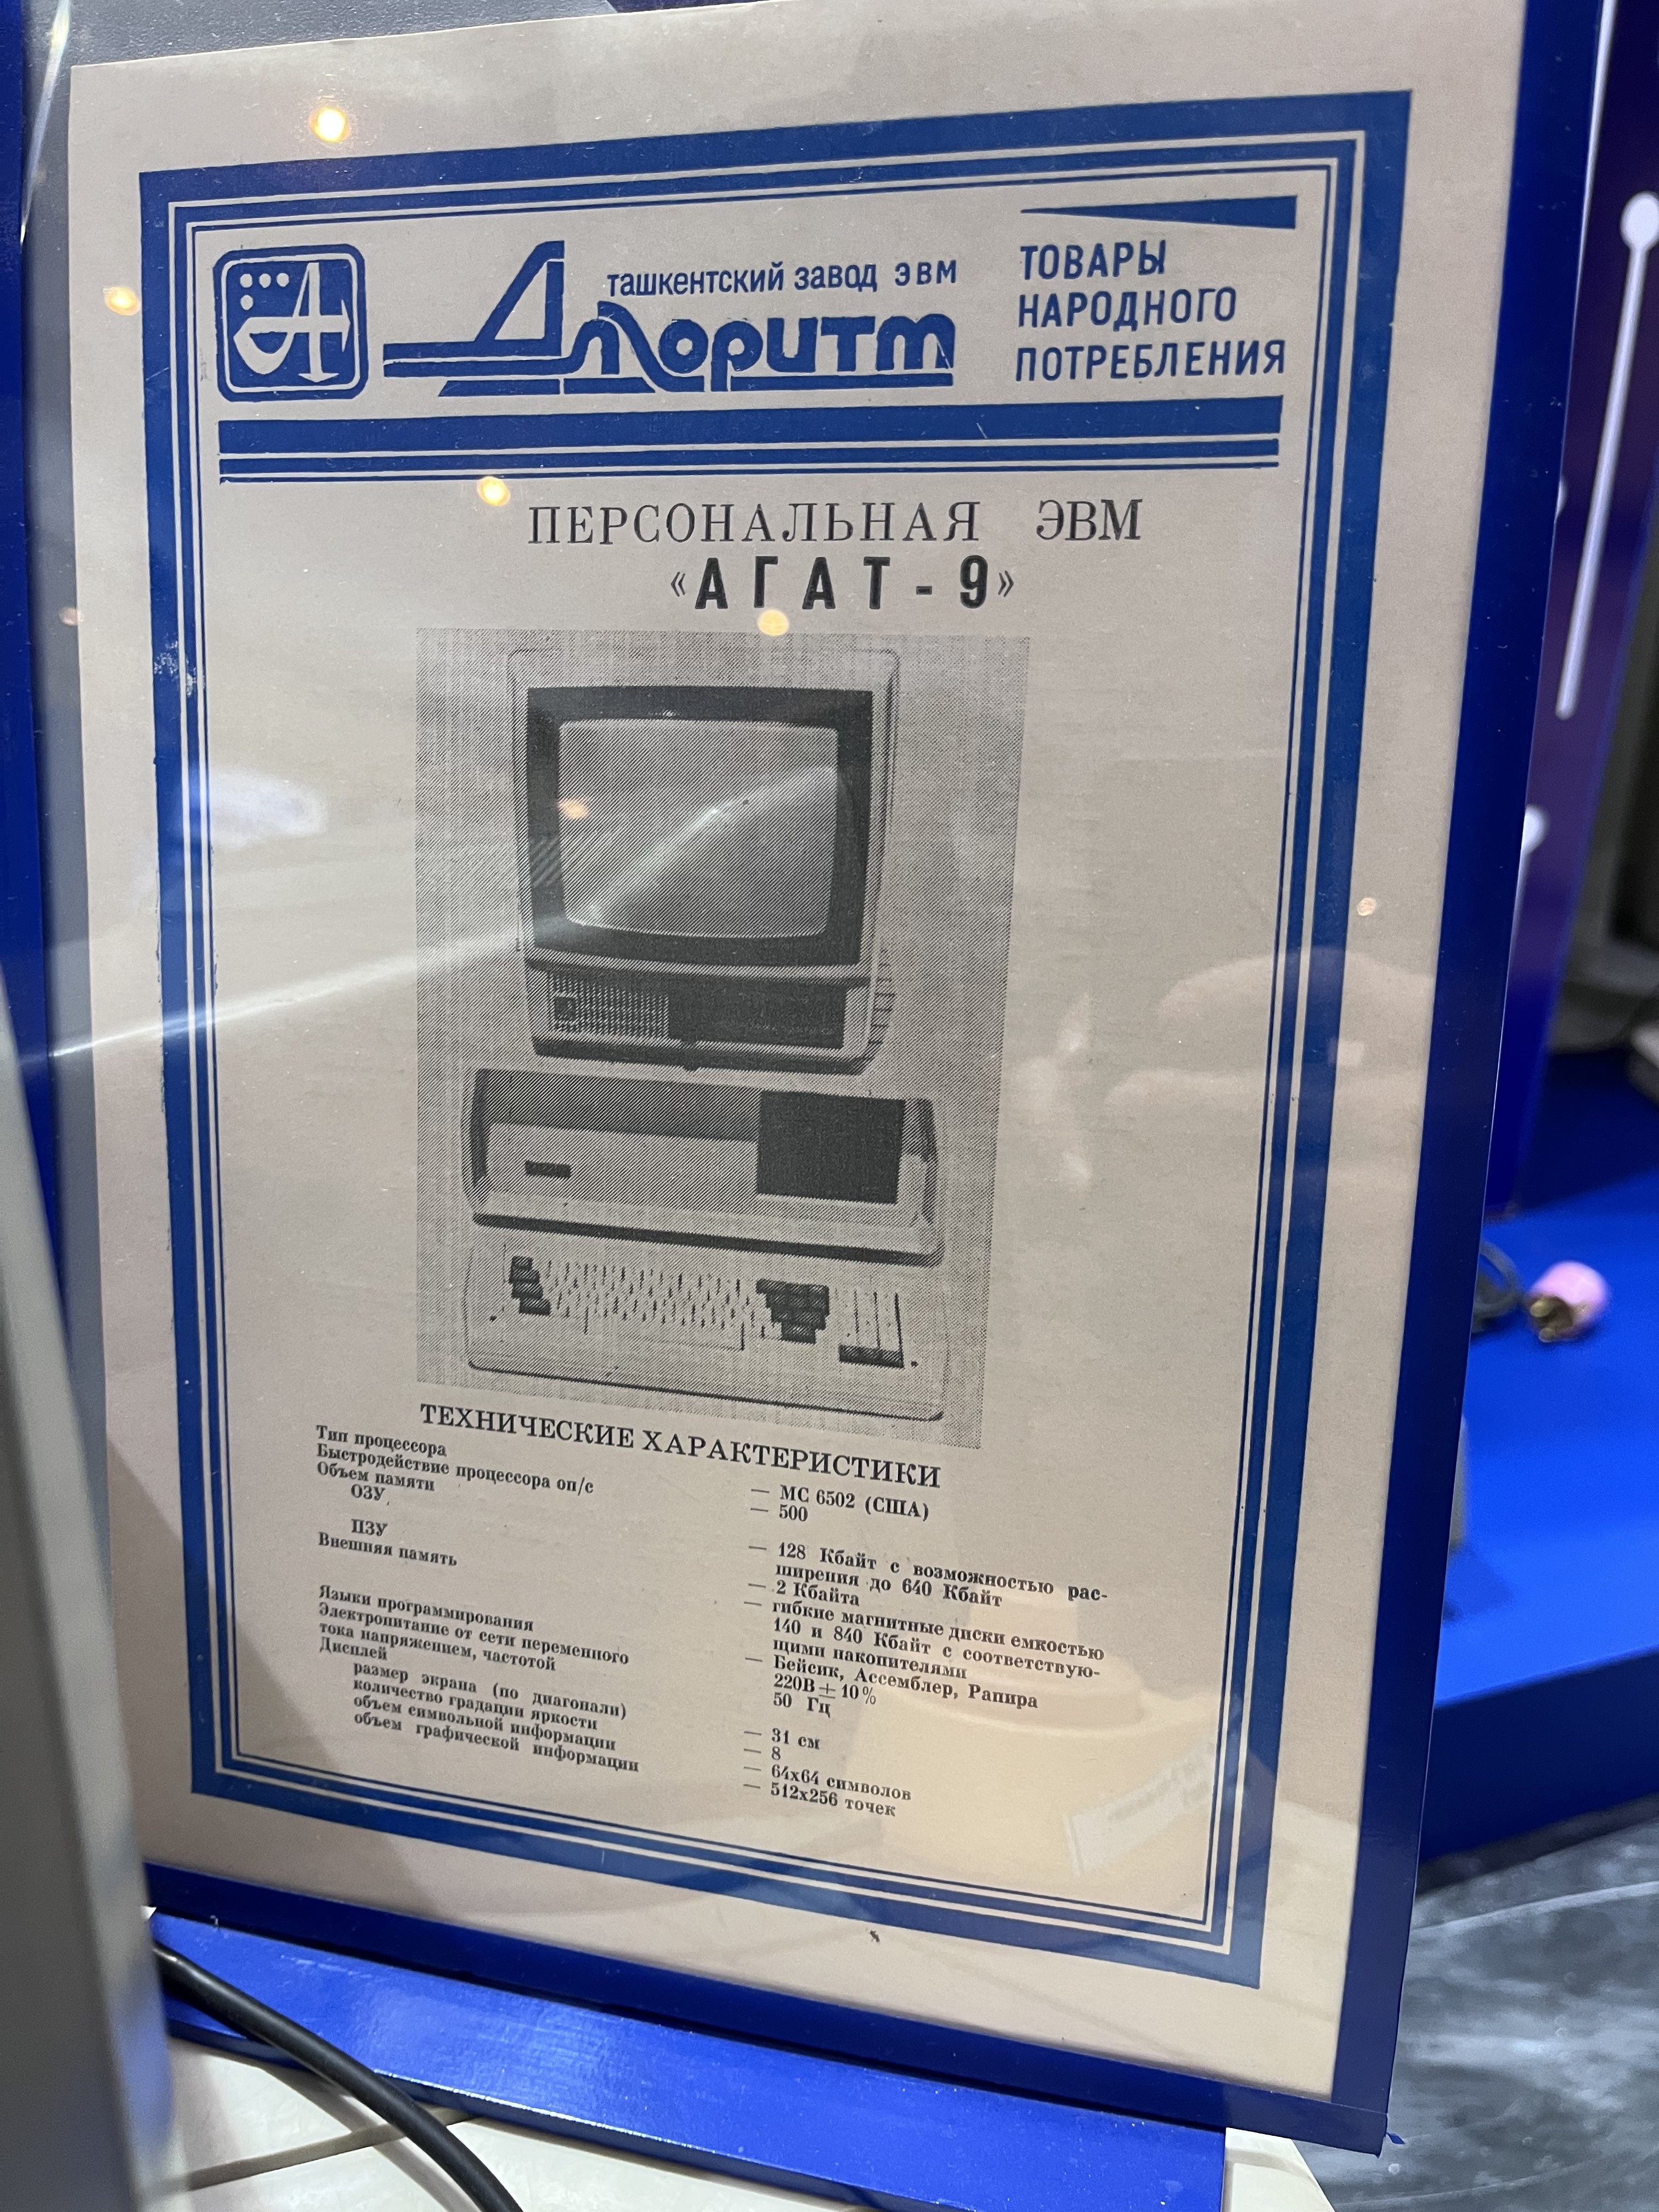 ташкентский завод эвм
Алгоритм
ТОВАРЫ
НАРОДНОГО
ПОТРЕБЛЕНИЯ
ПЕРСОНАЛЬНАЯ ЭВМ
«АГАТ-9»
ТЕХНИЧЕСКИЕ ХАРАКТЕРИСТИКИ
Тип процессора — МС 6502 (США)
Быстродействие процессора оп/с — 500
Объем памяти
ОЗУ — 128 Кбайт с возможностью рас-
ширения до 640 Кбайт
ПЗУ — 2 Кбайта
Внешняя память — гибкие магнитные диски емкостью
140 и 840 Кбайт с соответствую-
щими накопителями
Языки программирования — Бейсик, Ассемблер, Рапира
Электропитание от сети переменного 220В ± 10%
тока напряжением, частотой 50 Гц
Дисплей
размер экрана (по диагонали) — 31 см
количество градации яркости — 8
объем символьной информации — 64х64 символов
объем графической информации — 512х256 точек